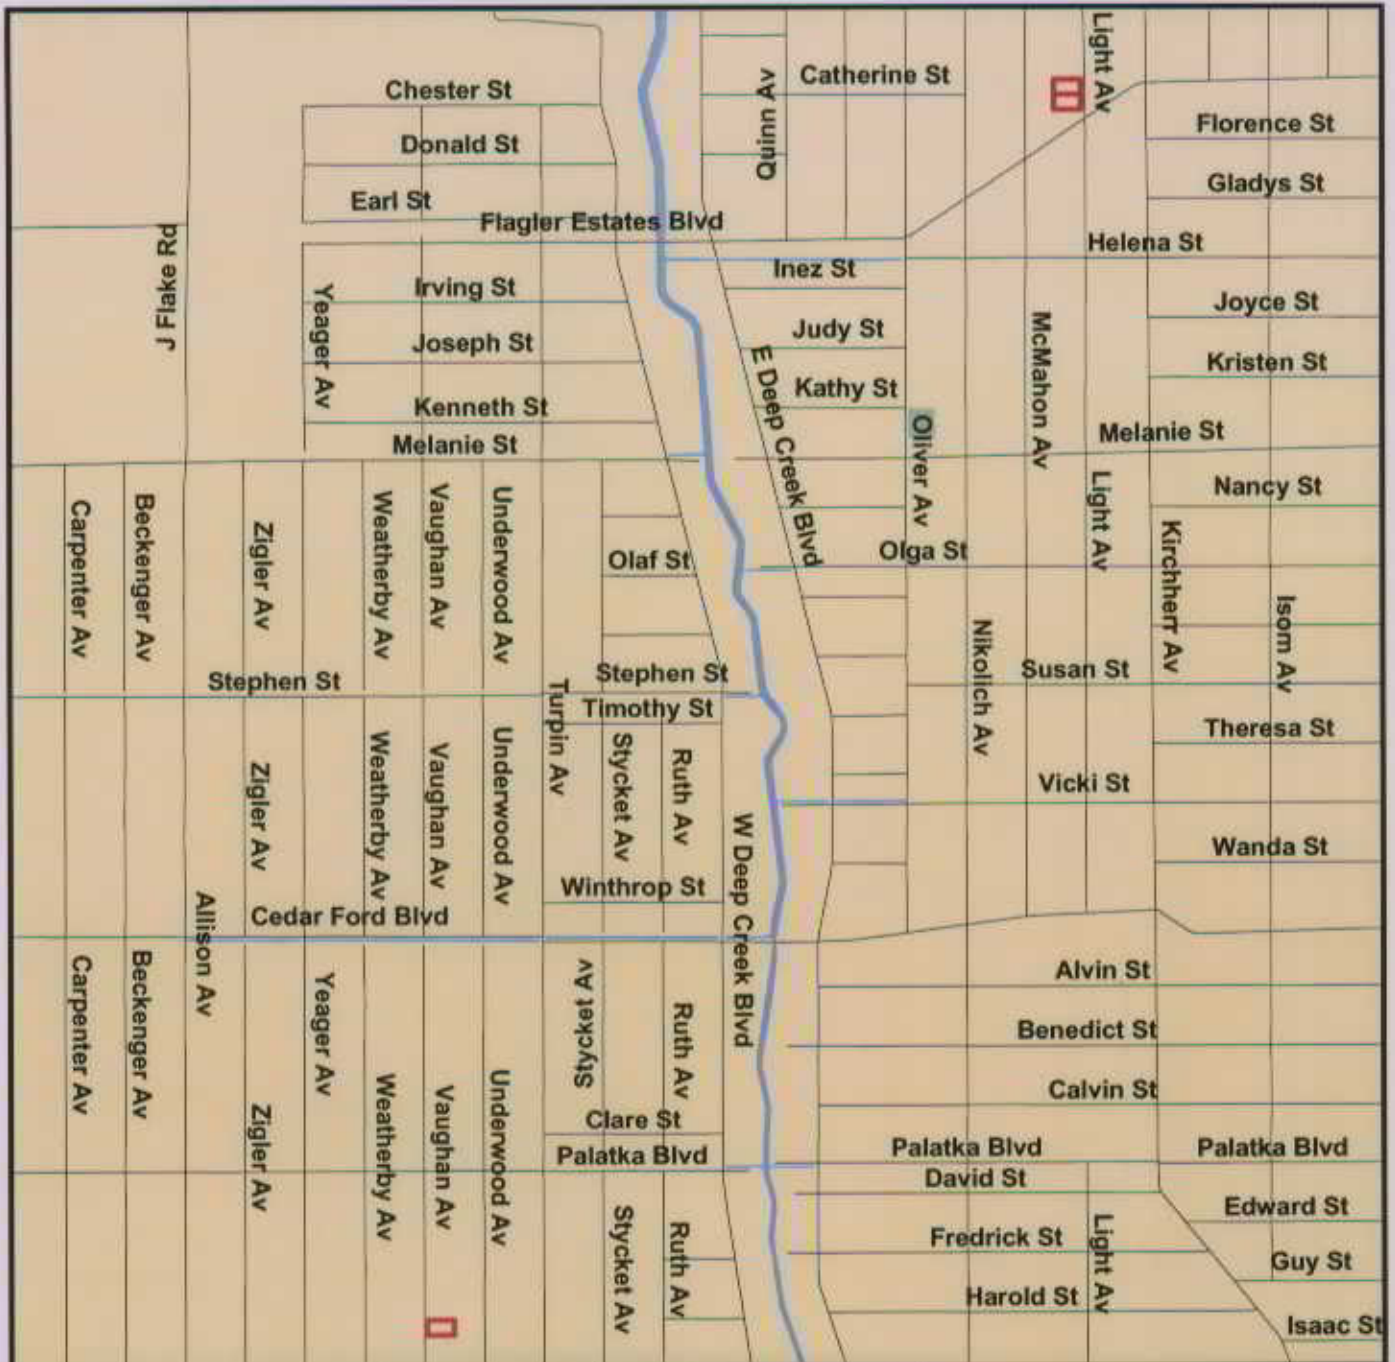 Light Av
Catherine St
Quinn Av
Chester St
Florence St
Donald St
Gladys St
Earl St
Flagler Estates Blvd
Helena St
J Flake Rd
Inez St
Irving St
Yeager Av
Joyce St
McMahon Av
Judy St
Joseph St
E Deep Creek Blvd
Kristen St
Kathy St
Kenneth St
Oliver Av
Melanie St
Melanie St
Light Av
Nancy St
Carpenter Av
Beckenger Av
Zigler Av
Weatherby Av
Vaughan Av
Underwood Av
Olaf St
Olga St
Kirchherr Av
Isom Av
Nikolich Av
Stephen St
Stephen St
Susan St
Turpin Av
Timothy St
Theresa St
Zigler Av
Weatherby Av
Vaughan Av
Underwood Av
Stycket Av
Ruth Av
Vicki St
W Deep Creek Blvd
Wanda St
Winthrop St
Allison Av
Cedar Ford Blvd
Carpenter Av
Beckenger Av
Yeager Av
Stycket Av
Ruth Av
Alvin St
Benedict St
Calvin St
Zigler Av
Weatherby Av
Vaughan Av
Underwood Av
Clare St
Palatka Blvd
Palatka Blvd
Palatka Blvd
David St
Stycket Av
Ruth Av
Edward St
Light Av
Fredrick St
Guy St
Harold St
Isaac St